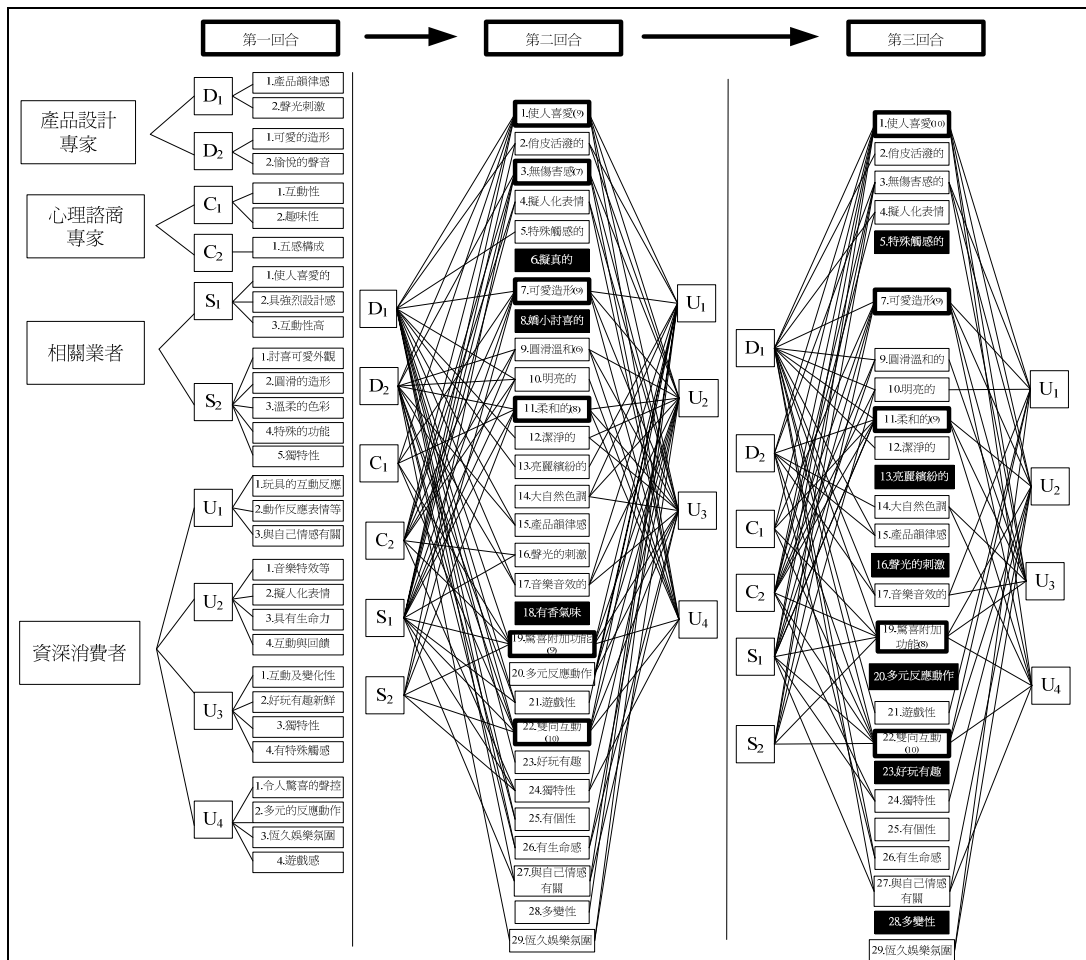 第一回合
第二回合
第三回合
產品設計
專家
心理諮商
專家
相關業者
資深消費者
D1
1.產品韻律感
2.聲光刺激
D2
1.可愛的造形
2.愉悅的聲音
C1
1.互動性
2.趣味性
C2
1.五感構成
S1
1.使人喜愛的
2.具強烈設計感
3.互動性高
S2
1.討喜可愛外觀
2.圓滑的造形
3.溫柔的色彩
4.特殊的功能
5.獨特性
U1
1.玩具的互動反應
2.動作反應表情等
3.與自己情感有關
U2
1.音樂特效等
2.擬人化表情
3.具有生命力
4.互動與回饋
U3
1.互動及變化性
2.好玩有趣新鮮
3.獨特性
4.有特殊觸感
U4
1.令人驚喜的聲控
2.多元的反應動作
3.恆久娛樂氛圍
4.遊戲感
D1
D2
C1
C2
S1
S2
1.使人喜愛(9)
2.俏皮活潑的
3.無傷害感(7)
4.擬人化表情
5.特殊觸感的
6.擬真的
7.可愛造形(9)
8.嬌小討喜的
9.圓滑溫和(6)
10.明亮的
11.柔和的(8)
12.潔淨的
13.亮麗繽紛的
14.大自然色調
15.產品韻律感
16.聲光的刺激
17.音樂音效的
18.有香氣味
19.驚喜附加功能
(9)
20.多元反應動作
21.遊戲性
22.雙向互動
(10)
23.好玩有趣
24.獨特性
25.有個性
26.有生命感
27.與自己情感
有關
28.多變性
29.恆久娛樂氛圍
U1
U2
U3
U4
D1
D2
C1
C2
S1
S2
1.使人喜愛(10)
2.俏皮活潑的
3.無傷害感的
4.擬人化表情
5.特殊觸感的
7.可愛造形(9)
9.圓滑溫和的
10.明亮的
11.柔和的(9)
12.潔淨的
13.亮麗繽紛的
14.大自然色調
15.產品韻律感
16.聲光的刺激
17.音樂音效的
19.驚喜附加
功能(8)
20.多元反應動作
21.遊戲性
22.雙向互動
(10)
23.好玩有趣
24.獨特性
25.有個性
26.有生命感
27.與自己情感
有關
28.多變性
29.恆久娛樂氛圍
U1
U2
U3
U4